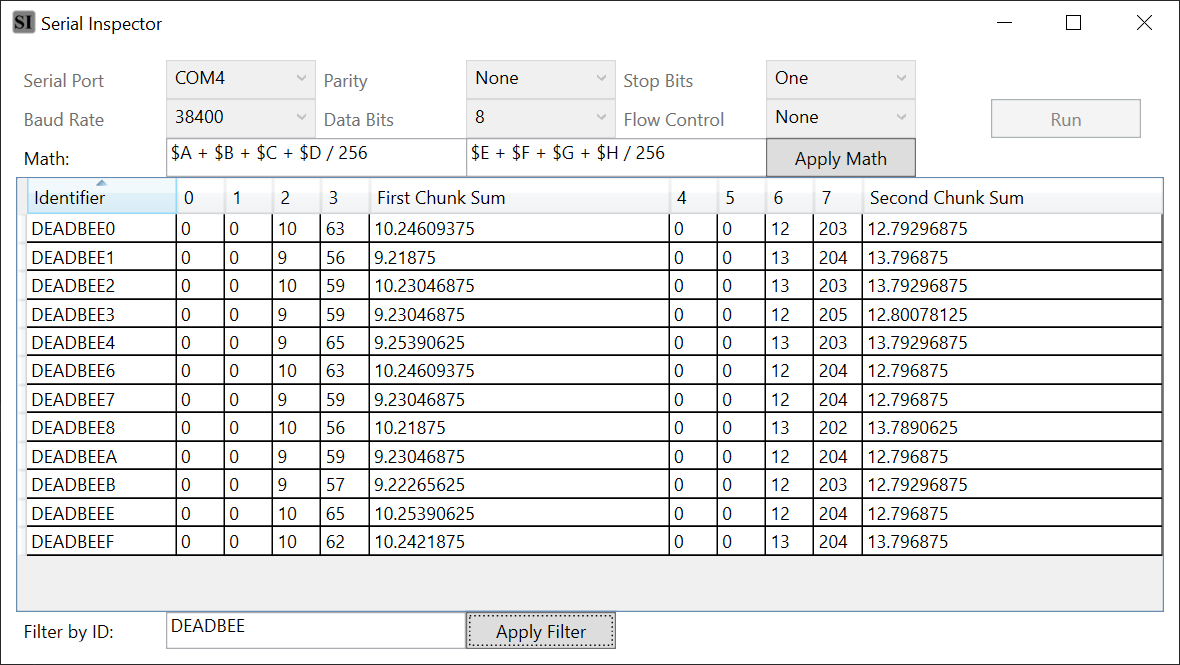 SI Serial Inspector
Serial Port COM4 Parity None Stop Bits One
Baud Rate 38400 Data Bits 8 Flow Control None Run
Math: $A + $B + $C + $D / 256 $E + $F + $G + $H / 256 Apply Math
Identifier 0 1 2 3 First Chunk Sum 4 5 6 7 Second Chunk Sum
DEADBEE0 0 0 10 63 10.24609375 0 0 12 203 12.79296875
DEADBEE1 0 0 9 56 9.21875 0 0 13 204 13.796875
DEADBEE2 0 0 10 59 10.23046875 0 0 13 203 13.79296875
DEADBEE3 0 0 9 59 9.23046875 0 0 12 205 12.80078125
DEADBEE4 0 0 9 65 9.25390625 0 0 13 203 13.79296875
DEADBEE6 0 0 10 63 10.24609375 0 0 12 204 12.796875
DEADBEE7 0 0 9 59 9.23046875 0 0 12 204 12.796875
DEADBEE8 0 0 10 56 10.21875 0 0 13 202 13.7890625
DEADBEEA 0 0 9 59 9.23046875 0 0 12 204 12.796875
DEADBEEB 0 0 9 57 9.22265625 0 0 12 203 12.79296875
DEADBEEE 0 0 10 65 10.25390625 0 0 12 204 12.796875
DEADBEEF 0 0 10 62 10.2421875 0 0 13 204 13.796875
Filter by ID: DEADBEE Apply Filter